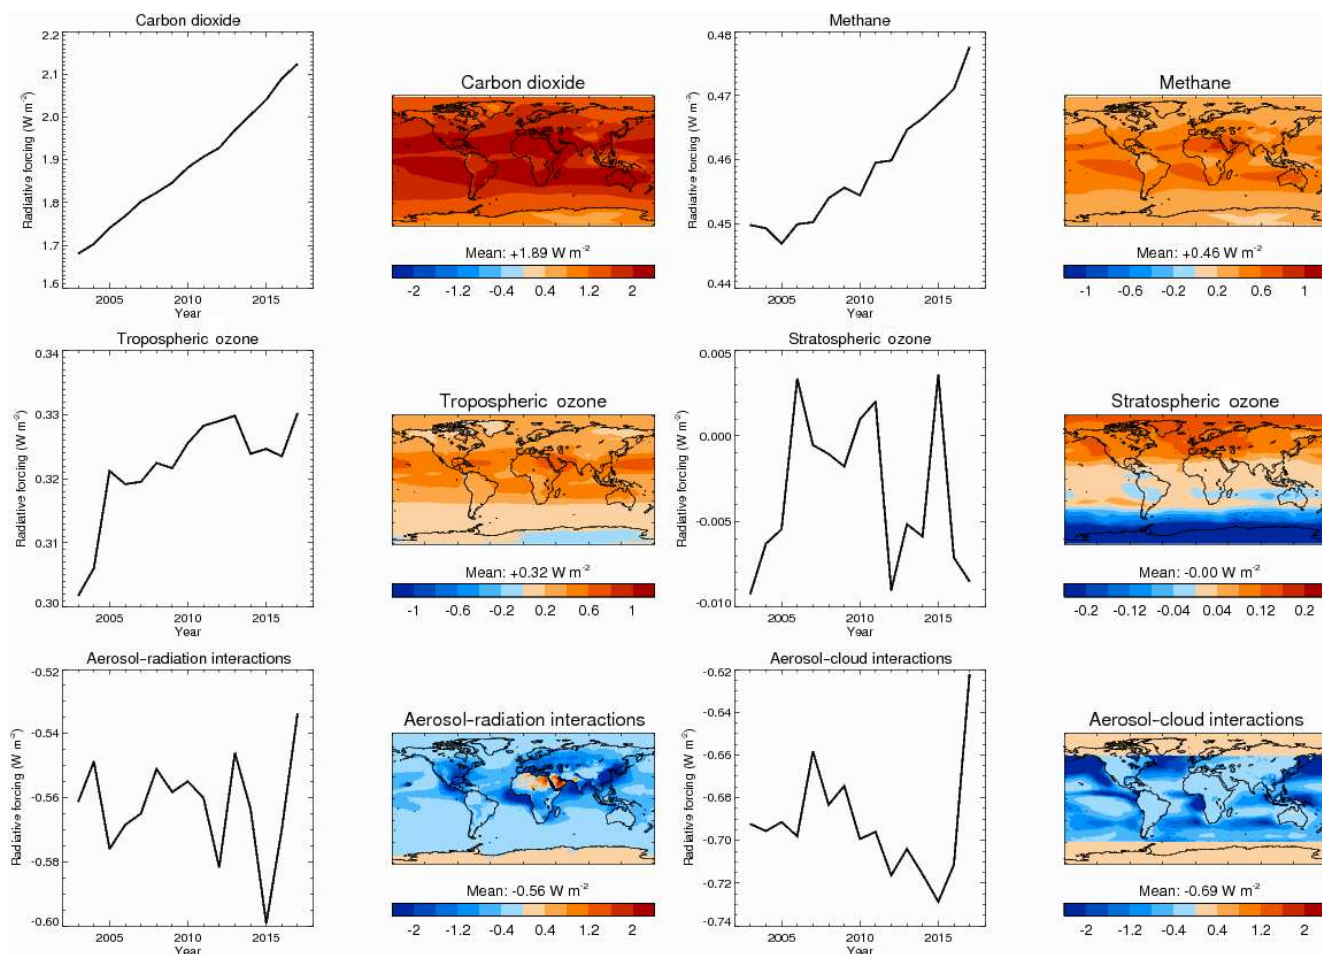 Carbon dioxide
2.2
2.1
2.0
1.9
1.8
1.7
1.6
Radiative forcing (W m⁻²)
2005 2010 2015
Year
Carbon dioxide
Mean: +1.89 W m⁻²
-2 -1.2 -0.4 0.4 1.2 2
Methane
0.48
0.47
0.46
0.45
0.44
Radiative forcing (W m⁻²)
2005 2010 2015
Year
Methane
Mean: +0.46 W m⁻²
-1 -0.6 -0.2 0.2 0.6 1
Tropospheric ozone
0.34
0.33
0.32
0.31
0.30
Radiative forcing (W m⁻²)
2005 2010 2015
Year
Tropospheric ozone
Mean: +0.32 W m⁻²
-1 -0.6 -0.2 0.2 0.6 1
Stratospheric ozone
0.005
0.000
-0.005
-0.010
Radiative forcing (W m⁻²)
2005 2010 2015
Year
Stratospheric ozone
Mean: -0.00 W m⁻²
-0.2 -0.12 -0.04 0.04 0.12 0.2
Aerosol-radiation interactions
-0.52
-0.54
-0.56
-0.58
-0.60
Radiative forcing (W m⁻²)
2005 2010 2015
Year
Aerosol-radiation interactions
Mean: -0.56 W m⁻²
-2 -1.2 -0.4 0.4 1.2 2
Aerosol-cloud interactions
-0.62
-0.64
-0.66
-0.68
-0.70
-0.72
-0.74
Radiative forcing (W m⁻²)
2005 2010 2015
Year
Aerosol-cloud interactions
Mean: -0.69 W m⁻²
-2 -1.2 -0.4 0.4 1.2 2